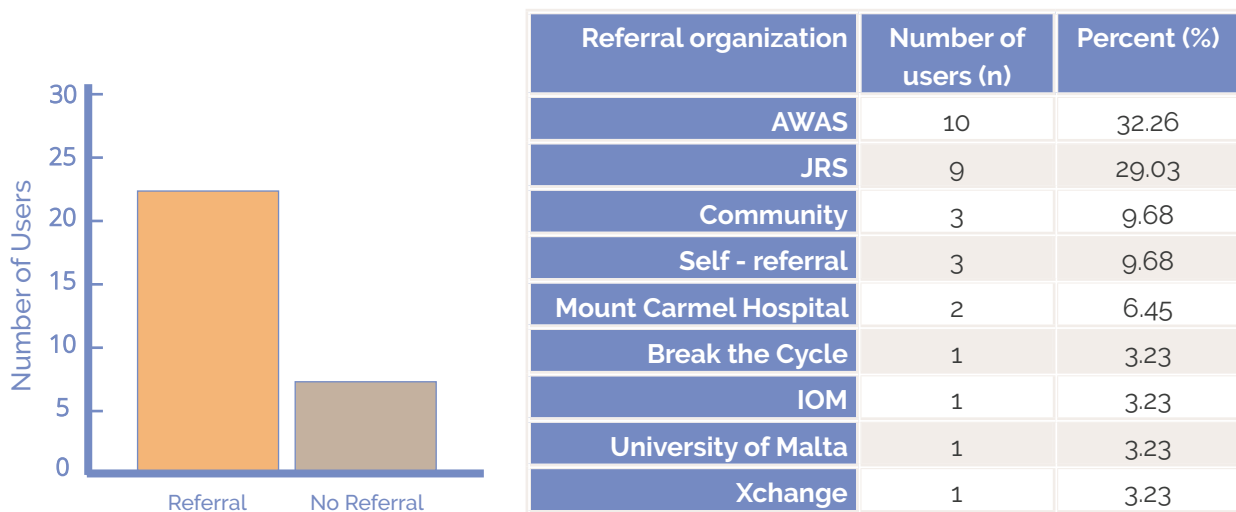 Number of Users
30
25
20
15
10
5
0
Referral No Referral
Referral organization Number of users (n) Percent (%)
AWAS 10 32.26
JRS 9 29.03
Community 3 9.68
Self - referral 3 9.68
Mount Carmel Hospital 2 6.45
Break the Cycle 1 3.23
IOM 1 3.23
University of Malta 1 3.23
Xchange 1 3.23